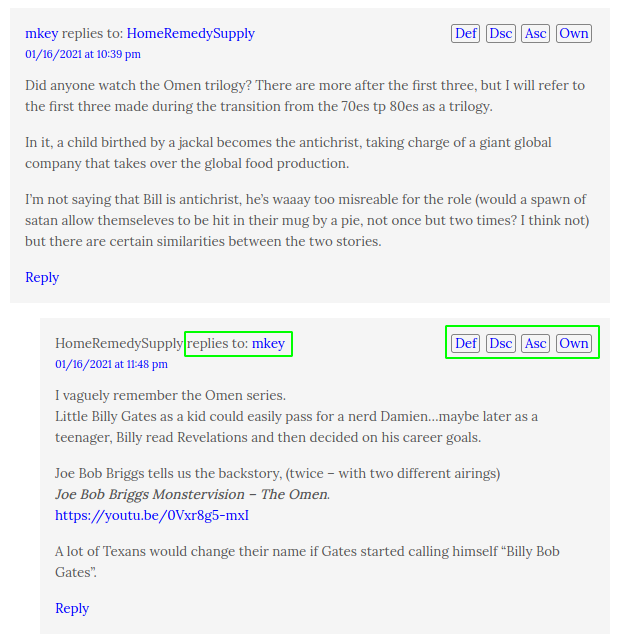 mkey replies to: HomeRemedySupply Def Dsc Asc Own
01/16/2021 at 10:39 pm
Did anyone watch the Omen trilogy? There are more after the first three, but I will refer to
the first three made during the transition from the 70es tp 80es as a trilogy.
In it, a child birthed by a jackal becomes the antichrist, taking charge of a giant global
company that takes over the global food production.
I’m not saying that Bill is antichrist, he’s waaay too misreable for the role (would a spawn of
satan allow themseleves to be hit in their mug by a pie, not once but two times? I think not)
but there are certain similarities between the two stories.
Reply
HomeRemedySupply replies to: mkey Def Dsc Asc Own
01/16/2021 at 11:48 pm
I vaguely remember the Omen series.
Little Billy Gates as a kid could easily pass for a nerd Damien…maybe later as a
teenager, Billy read Revelations and then decided on his career goals.
Joe Bob Briggs tells us the backstory, (twice – with two different airings)
Joe Bob Briggs Monstervision – The Omen.
https://youtu.be/0Vxr8g5-mxI
A lot of Texans would change their name if Gates started calling himself “Billy Bob
Gates”.
Reply